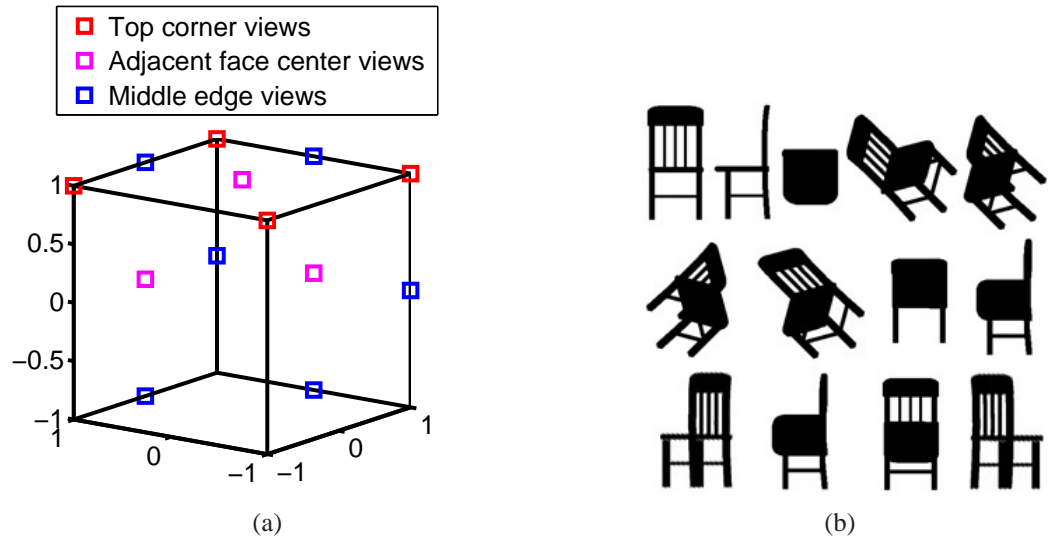 Top corner views
Adjacent face center views
Middle edge views
1
0.5
0
−0.5
−1
1
0
−1
−1
0
1
(a)
(b)